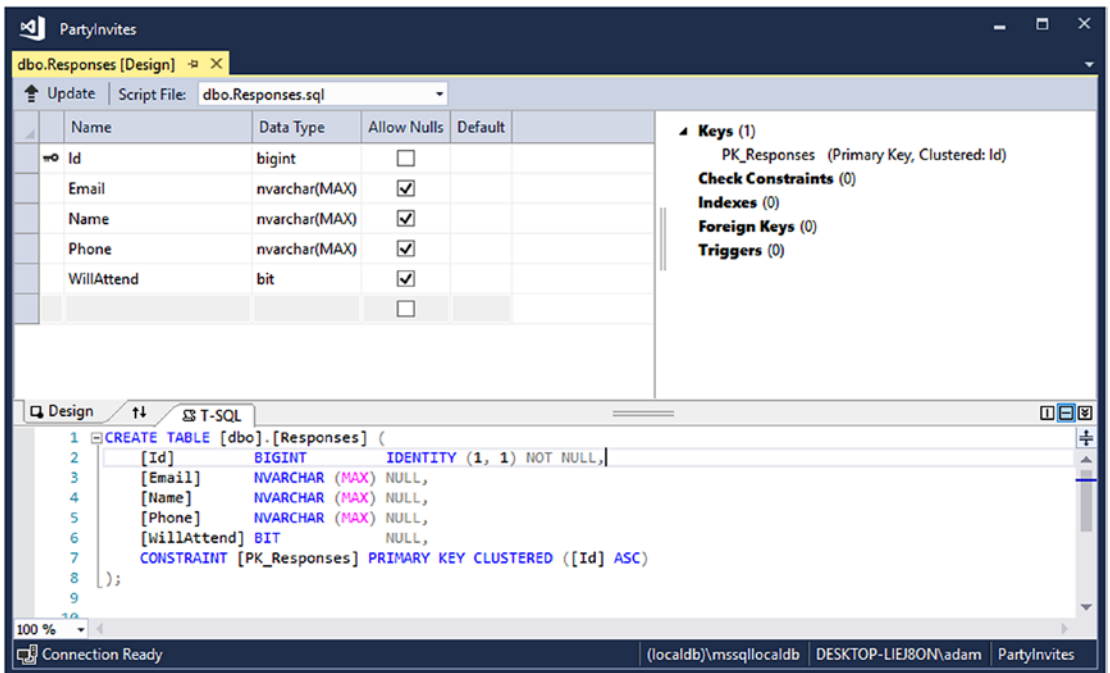 PartyInvites
dbo.Responses [Design]
Update Script File: dbo.Responses.sql
Name Data Type Allow Nulls Default
Id bigint
Email nvarchar(MAX)
Name nvarchar(MAX)
Phone nvarchar(MAX)
WillAttend bit
Keys (1)
PK_Responses (Primary Key, Clustered: Id)
Check Constraints (0)
Indexes (0)
Foreign Keys (0)
Triggers (0)
Design T-SQL
1 CREATE TABLE [dbo].[Responses] (
2 [Id] BIGINT IDENTITY (1, 1) NOT NULL,
3 [Email] NVARCHAR (MAX) NULL,
4 [Name] NVARCHAR (MAX) NULL,
5 [Phone] NVARCHAR (MAX) NULL,
6 [WillAttend] BIT NULL,
7 CONSTRAINT [PK_Responses] PRIMARY KEY CLUSTERED ([Id] ASC)
8 );
9
10
100 %
Connection Ready (localdb)\mssqllocaldb DESKTOP-LIEJ8ON\adam PartyInvites